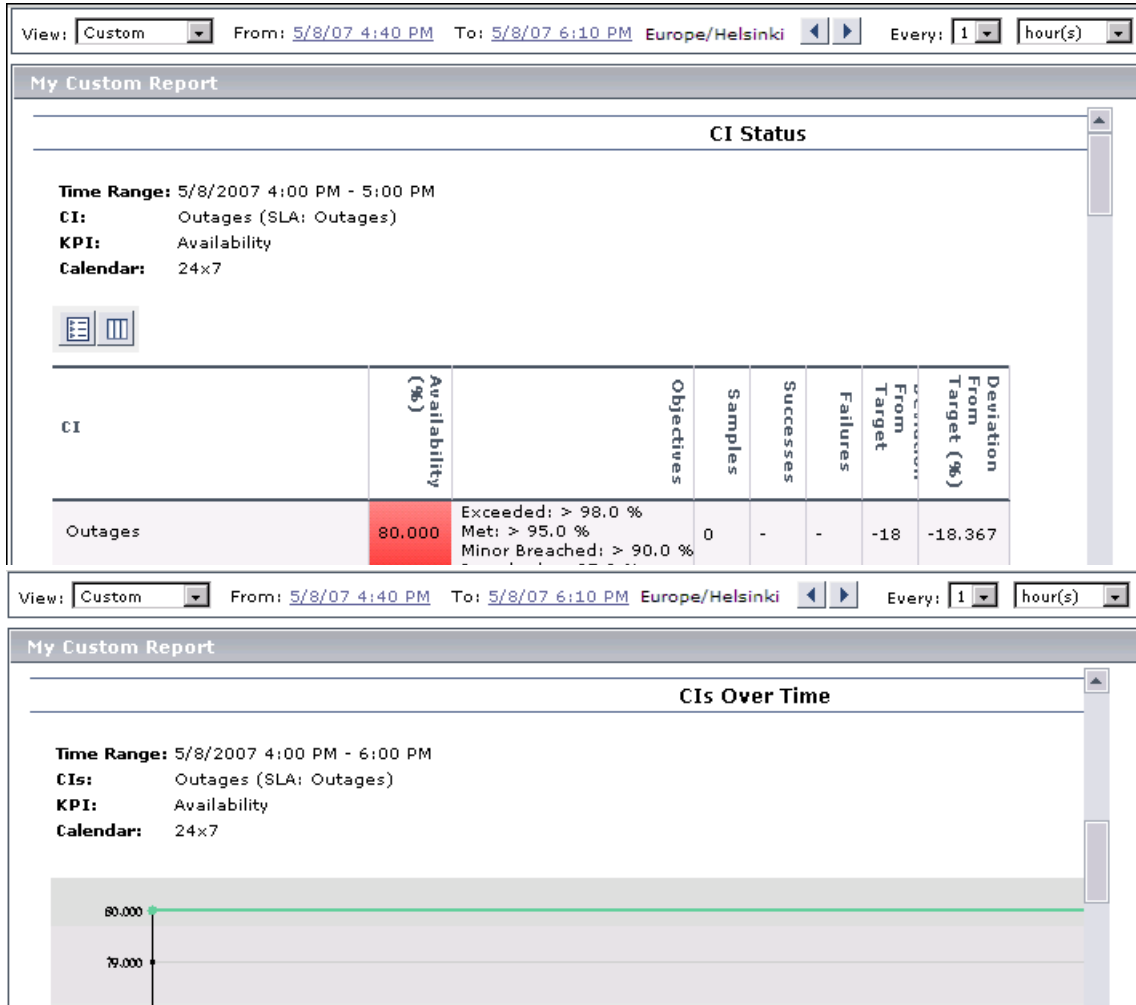 View: Custom From: 5/8/07 4:40 PM To: 5/8/07 6:10 PM Europe/Helsinki Every: 1 hour(s)
My Custom Report
CI Status
Time Range: 5/8/2007 4:00 PM - 5:00 PM
CI: Outages (SLA: Outages)
KPI: Availability
Calendar: 24x7
CI Availability (%) Objectives Samples Successes Failures Deviation From Target Deviation From Target (%)
Outages 80.000 Exceeded: > 98.0 % 0 - - -18 -18.367
Met: > 95.0 %
Minor Breached: > 90.0 %
View: Custom From: 5/8/07 4:40 PM To: 5/8/07 6:10 PM Europe/Helsinki Every: 1 hour(s)
My Custom Report
CIs Over Time
Time Range: 5/8/2007 4:00 PM - 6:00 PM
CIs: Outages (SLA: Outages)
KPI: Availability
Calendar: 24x7
80.000
79.000